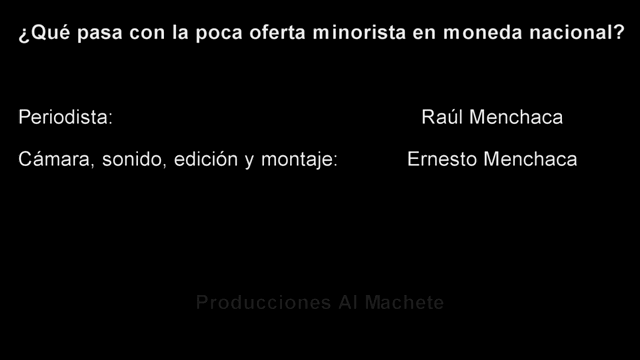 ¿Qué pasa con la poca oferta minorista en moneda nacional?
Periodista: Raúl Menchaca
Cámara, sonido, edición y montaje: Ernesto Menchaca
Producciones Al Machete